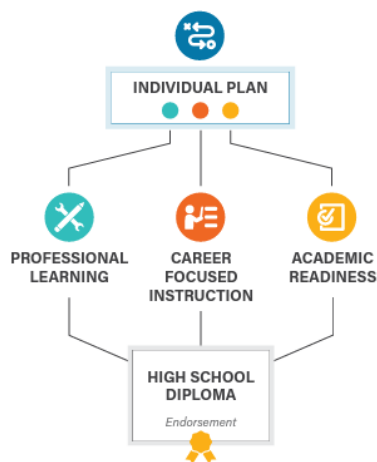 INDIVIDUAL PLAN
PROFESSIONAL
LEARNING
CAREER
FOCUSED
INSTRUCTION
ACADEMIC
READINESS
HIGH SCHOOL
DIPLOMA
Endorsement